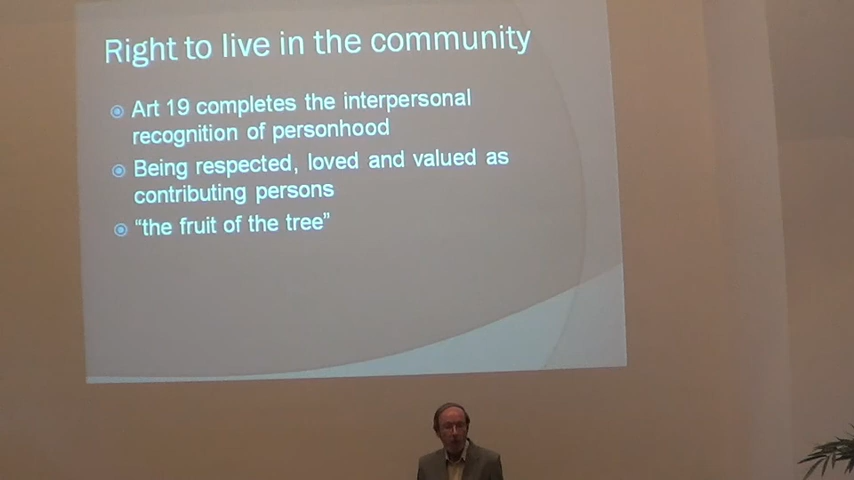 Right to live in the community
Art 19 completes the interpersonal
recognition of personhood
Being respected, loved and valued as
contributing persons
“the fruit of the tree”